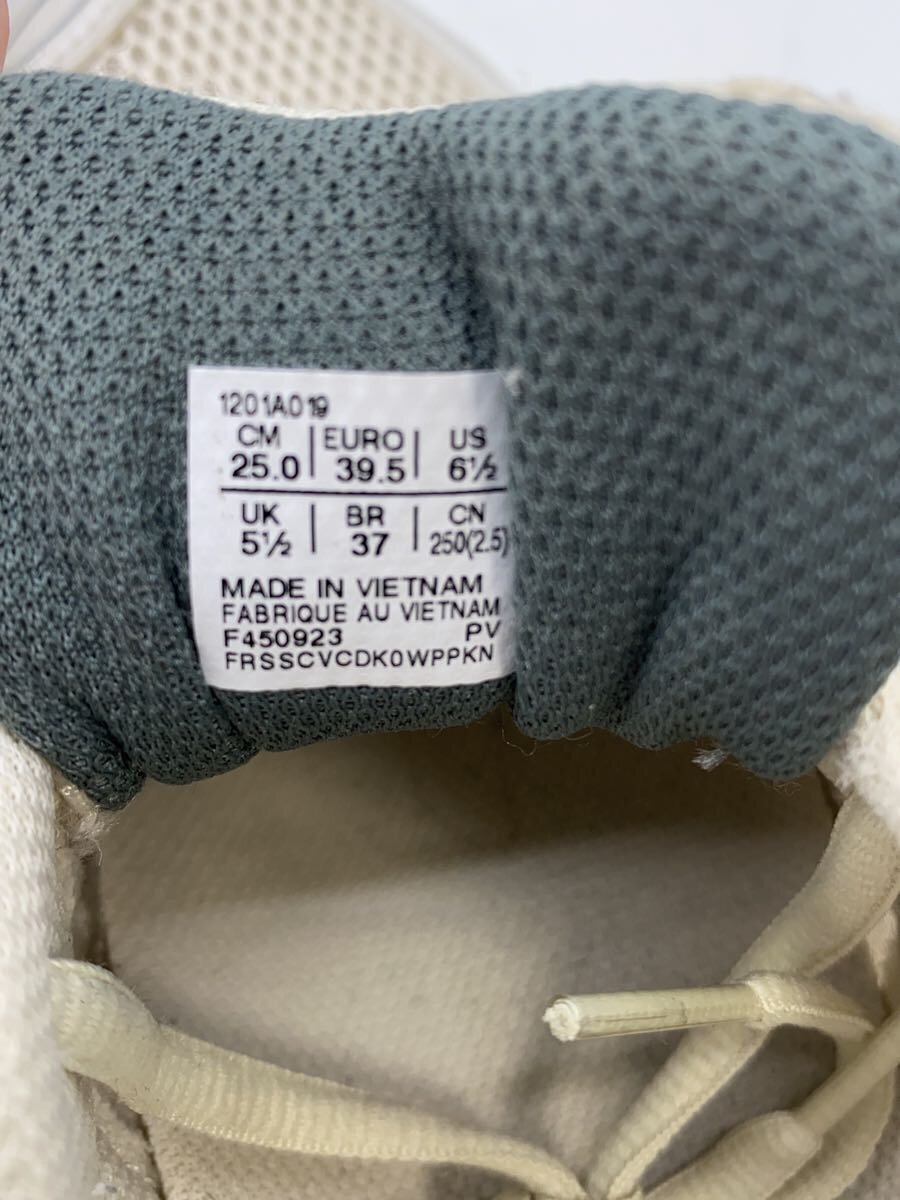 1201A019
CM | EURO | US
25.0 | 39.5 | 6½
UK | BR | CN
5½ | 37 | 250(2.5)
MADE IN VIETNAM
FABRIQUE AU VIETNAM
F450923 PV
FRSSCVCDK0WPPKN